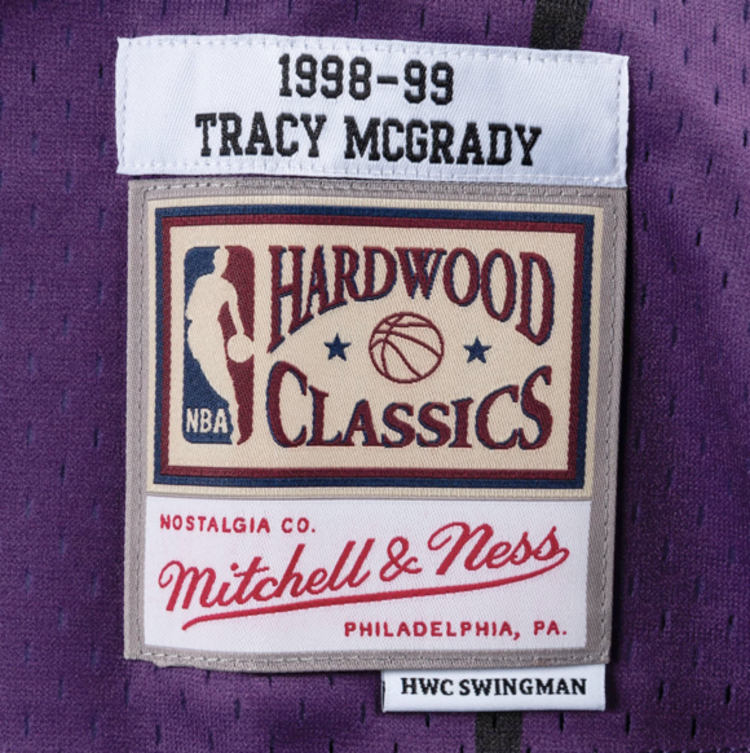 1998-99
TRACY MCGRADY
HARDWOOD
CLASSICS
NBA
NOSTALGIA CO.
Mitchell & Ness
PHILADELPHIA, PA.
HWC SWINGMAN